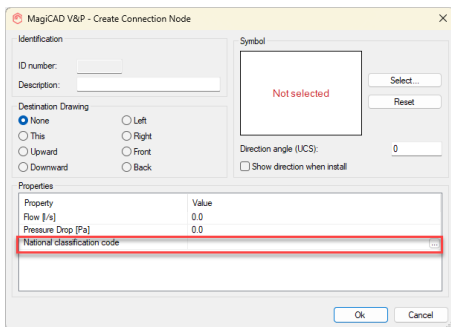 MagiCAD V&P - Create Connection Node
Identification
ID number:
Description:
Destination Drawing
None
Left
This
Right
Upward
Front
Downward
Back
Symbol
Not selected
Select...
Reset
Direction angle (UCS):
0
Show direction when install
Properties
Property Value
Flow [l/s] 0.0
Pressure Drop [Pa] 0.0
National classification code ...
Ok
Cancel